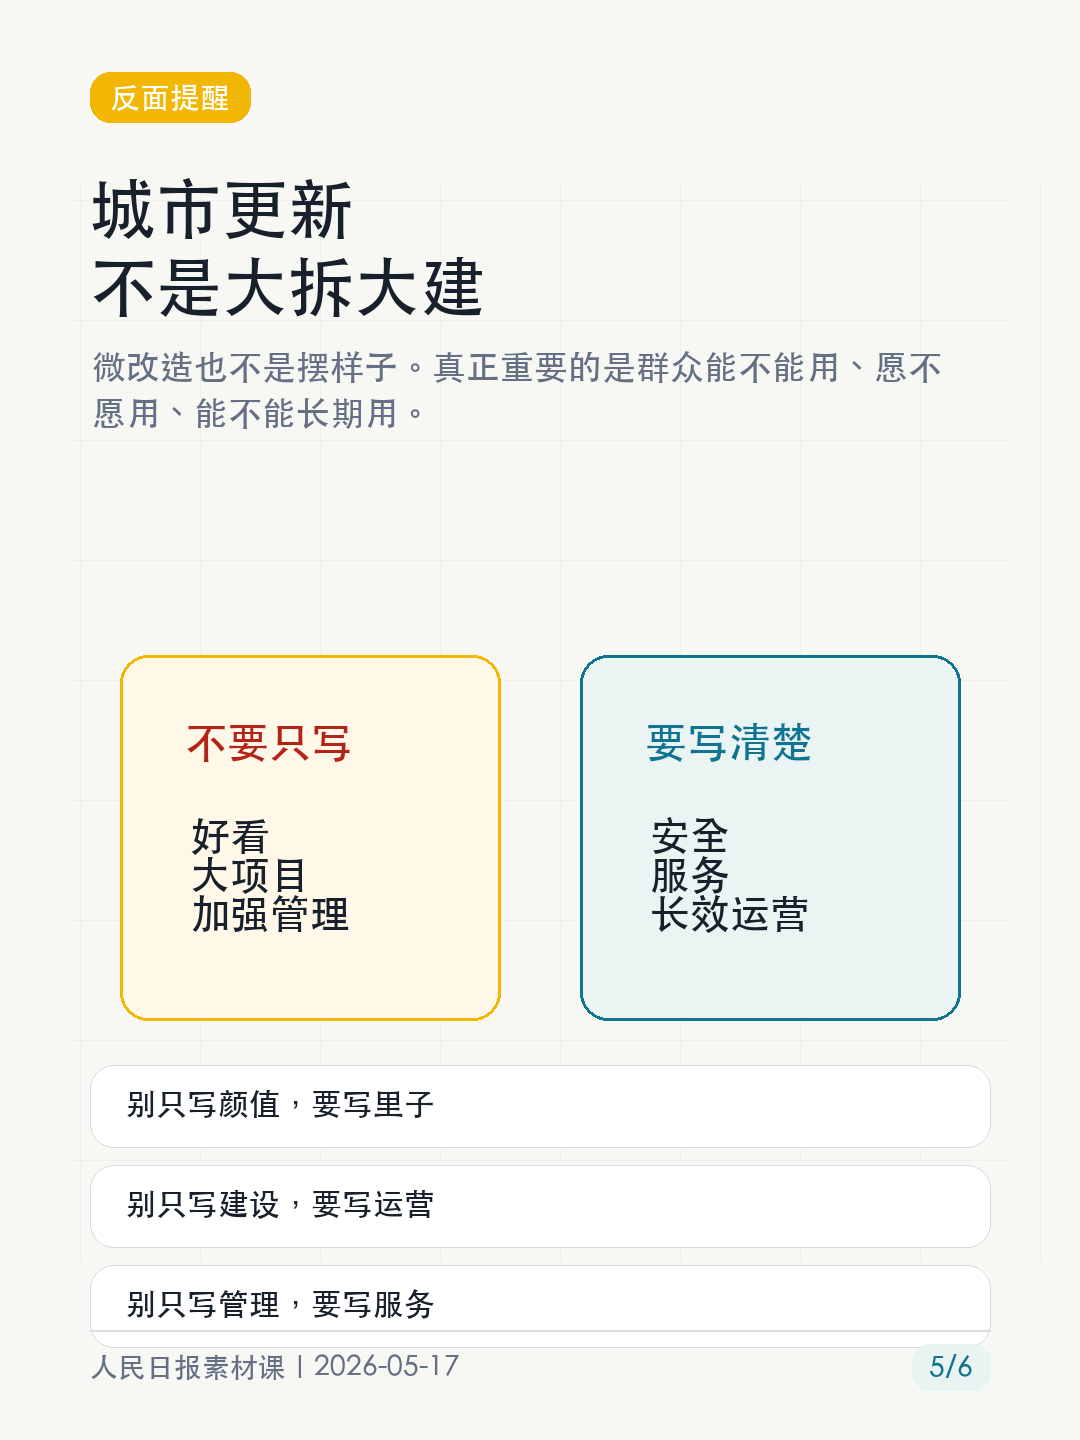 反面提醒
城市更新
不是大拆大建
微改造也不是摆样子。真正重要的是群众能不能用、愿不
愿用、能不能长期用。
不要只写
好看
大项目
加强管理
要写清楚
安全
服务
长效运营
别只写颜值，要写里子
别只写建设，要写运营
别只写管理，要写服务
人民日报素材课 | 2026-05-17
5/6